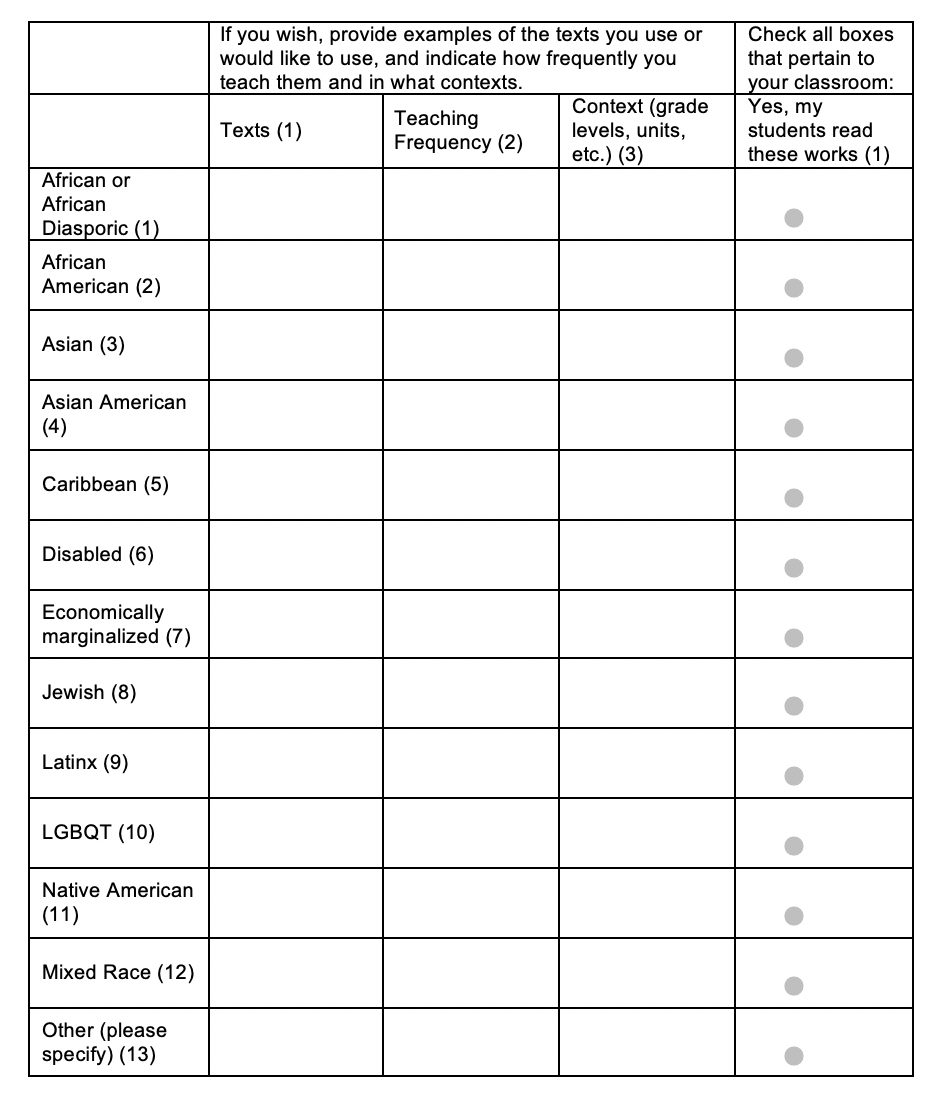 If you wish, provide examples of the texts you use or
would like to use, and indicate how frequently you
teach them and in what contexts.
Check all boxes
that pertain to
your classroom:
Texts (1)
Teaching
Frequency (2)
Context (grade
levels, units,
etc.) (3)
Yes, my
students read
these works (1)
African or
African
Diasporic (1)
African
American (2)
Asian (3)
Asian American
(4)
Caribbean (5)
Disabled (6)
Economically
marginalized (7)
Jewish (8)
Latinx (9)
LGBQT (10)
Native American
(11)
Mixed Race (12)
Other (please
specify) (13)